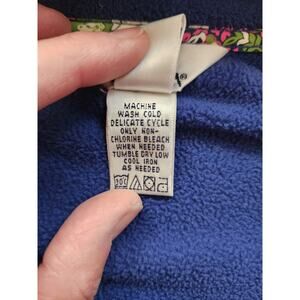 MACHINE
WASH COLD
DELICATE CYCLE
ONLY NON-
CHLORINE BLEACH
WHEN NEEDED
TUMBLE DRY LOW
COOL IRON
AS NEEDED